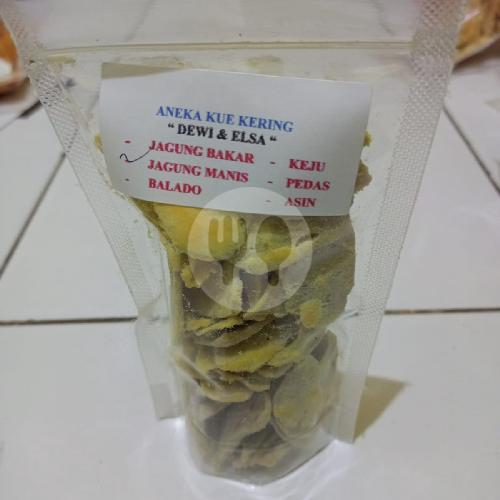 ANEKA KUE KERING
" DEWI & ELSA "
- JAGUNG BAKAR - KEJU
JAGUNG MANIS - PEDAS
- BALADO - ASIN